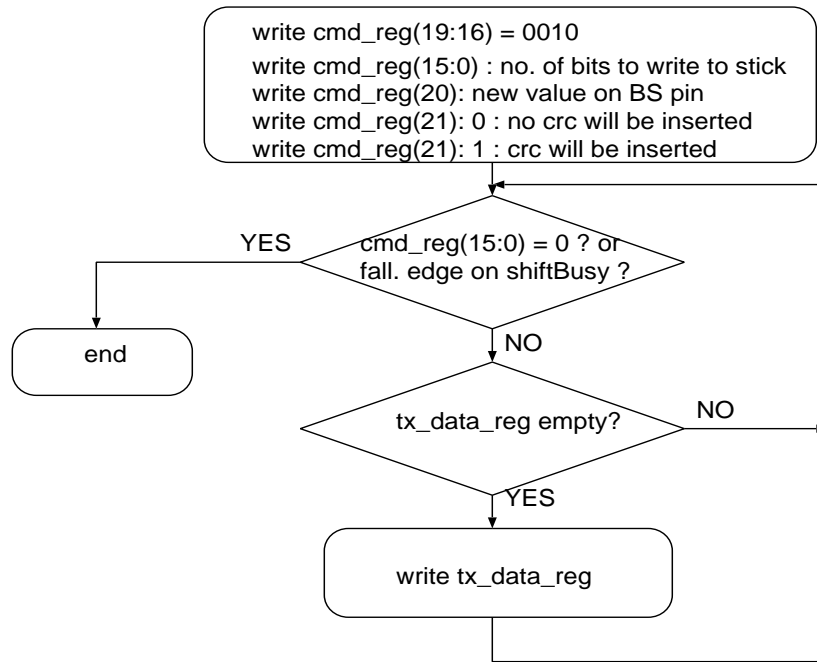 write cmd_reg(19:16) = 0010
write cmd_reg(15:0) : no. of bits to write to stick
write cmd_reg(20): new value on BS pin
write cmd_reg(21): 0 : no crc will be inserted
write cmd_reg(21): 1 : crc will be inserted
YES
cmd_reg(15:0) = 0 ? or
fall. edge on shiftBusy ?
end
NO
tx_data_reg empty?
NO
YES
write tx_data_reg